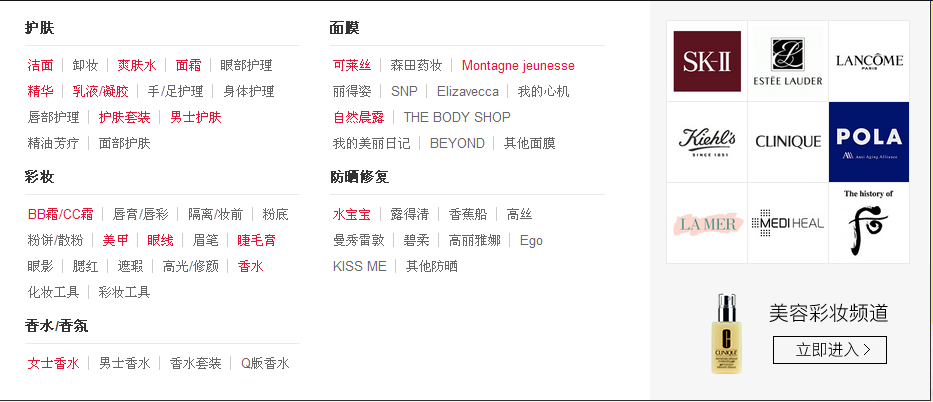 护肤
洁面 卸妆 爽肤水 面霜 眼部护理
精华 乳液/凝胶 手/足护理 身体护理
唇部护理 护肤套装 男士护肤
精油芳疗 面部护肤
彩妆
BB霜/CC霜 唇膏/唇彩 隔离/妆前 粉底
粉饼/散粉 美甲 眼线 眉笔 睫毛膏
眼影 腮红 遮瑕 高光/修颜 香水
化妆工具 彩妆工具
香水/香氛
女士香水 男士香水 香水套装 Q版香水
面膜
可莱丝 森田药妆 Montagne jeunesse
丽得姿 SNP Elizavecca 我的心机
自然晨露 THE BODY SHOP
我的美丽日记 BEYOND 其他面膜
防晒修复
水宝宝 露得清 香蕉船 高丝
曼秀雷敦 碧柔 高丽雅娜 Ego
KISS ME 其他防晒
SK-II
ESTĒE LAUDER
LANCÔME
PARIS
Kiehl's
SINCE 1851
CLINIQUE
POLA
Anti Aging Alliance
LA MER
MEDIHEAL
The history of
后
CLINIQUE
美容彩妆频道
立即进入 >